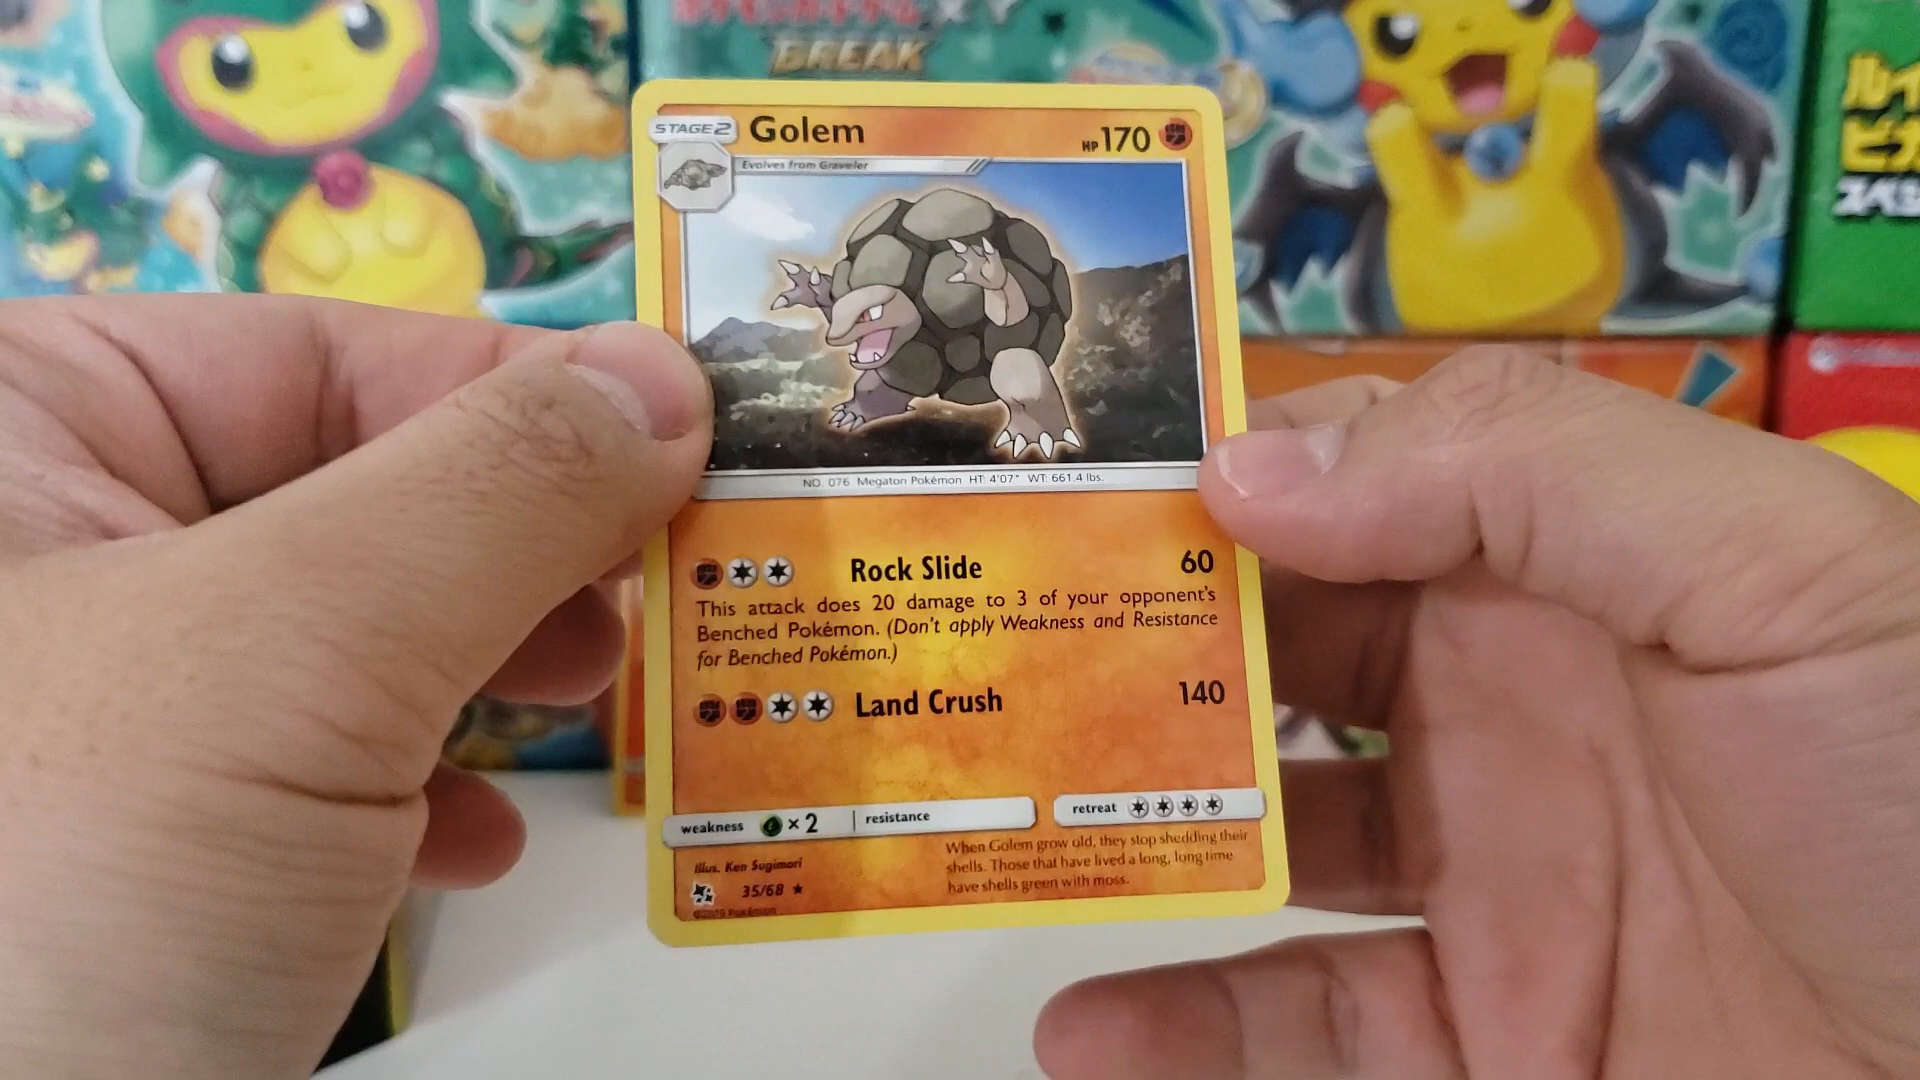 BREAK
STAGE2 Golem HP170
Evolves from Graveler
NO. 076 Megaton Pokémon HT: 4'07" WT: 661.4 lbs.
Rock Slide 60
This attack does 20 damage to 3 of your opponent's
Benched Pokémon. (Don't apply Weakness and Resistance
for Benched Pokémon.)
Land Crush 140
weakness ×2 resistance retreat
When Golem grow old, they stop shedding their
shells. Those that have lived a long, long time
have shells green with moss.
Illus. Ken Sugimori
35/68 ★
©2019 Pokémon